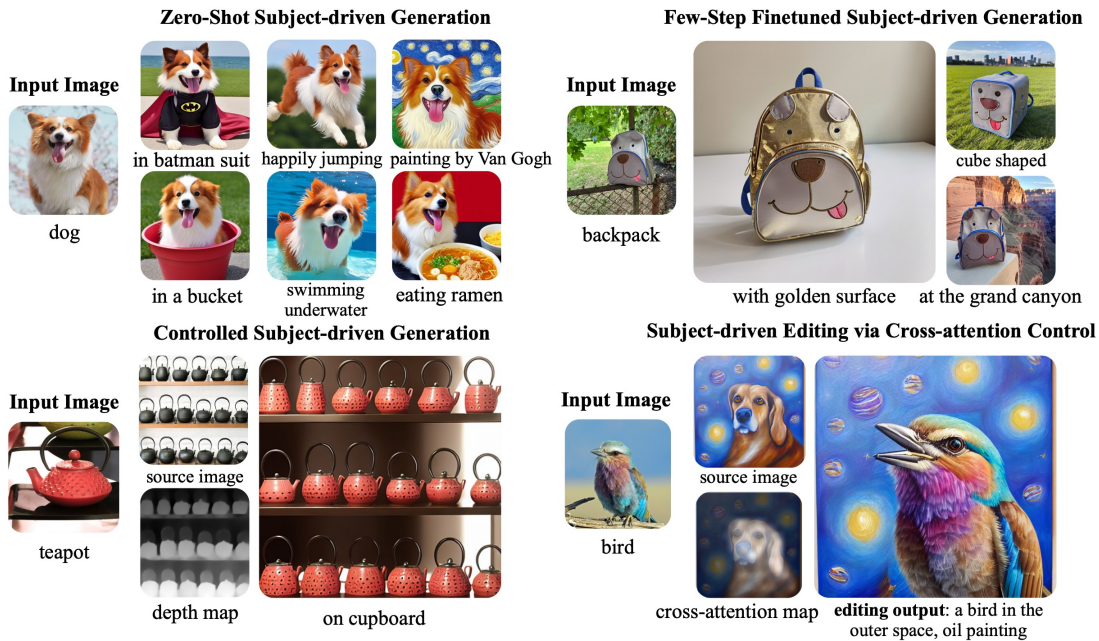 Zero-Shot Subject-driven Generation
Input Image
dog
in batman suit
happily jumping
painting by Van Gogh
in a bucket
swimming
underwater
eating ramen
Few-Step Finetuned Subject-driven Generation
Input Image
backpack
with golden surface
cube shaped
at the grand canyon
Controlled Subject-driven Generation
Input Image
teapot
source image
depth map
on cupboard
Subject-driven Editing via Cross-attention Control
Input Image
bird
source image
cross-attention map
editing output: a bird in the
outer space, oil painting